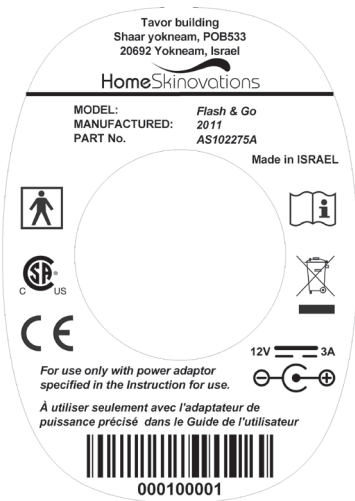 Tavor building
Shaar yokneam, POB533
20692 Yokneam, Israel
HomeSkinovations
MODEL: Flash & Go
MANUFACTURED: 2011
PART No. AS102275A
Made in ISRAEL
i
CSA®
C US
CE
12V 3A
For use only with power adaptor
specified in the Instruction for use.
À utiliser seulement avec l'adaptateur de
puissance précisé dans le Guide de l'utilisateur
000100001